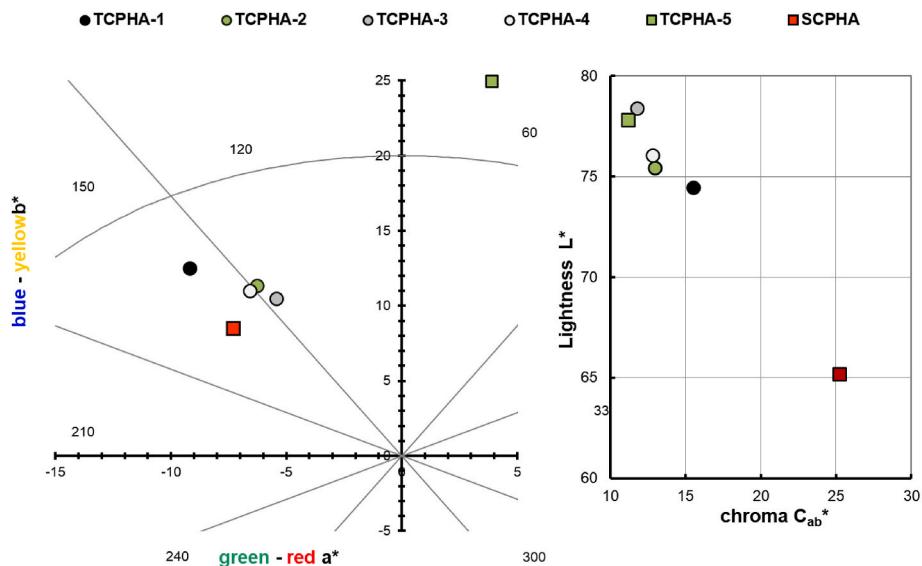 TCPHA-1 TCPHA-2 TCPHA-3 TCPHA-4 TCPHA-5 SCPHA
25
20
15
10
5
0
-5
-15 -10 -5 0 5
60
120
150
210
240
300
blue - yellowb*
green - red a*
80
75
70
65
60
33
10 15 20 25 30
Lightness L*
chroma Cab*